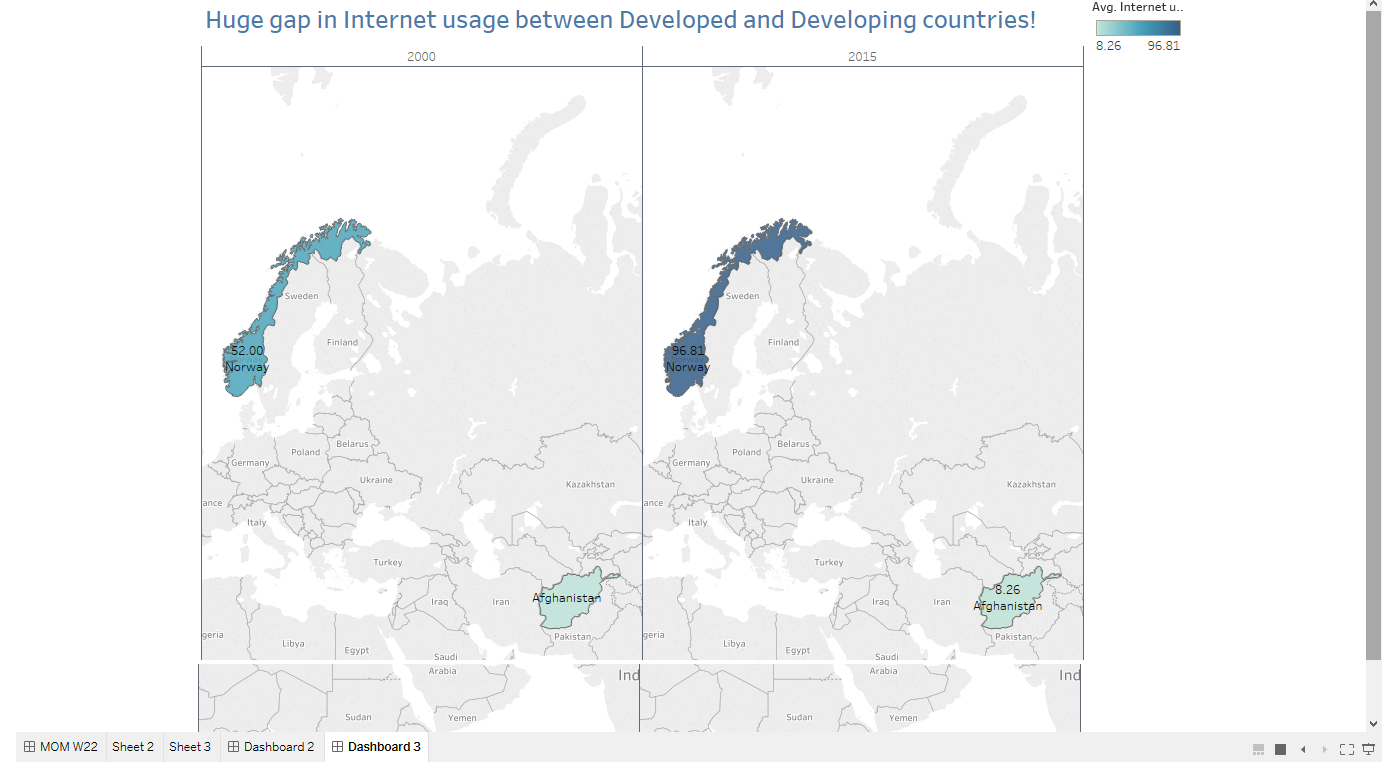 Huge gap in Internet usage between Developed and Developing countries!
Avg. Internet u..
8.26 96.81
2000
Sweden
52.00
Norway
Finland
Belarus
Poland
Germany
Ukraine
Kazakhstan
ance
Italy
Turkey
Afghanistan
Iraq
Iran
geria
Libya
Egypt
Pakistan
Saudi
Arabia
Ind
Sudan
Yemen
2015
Sweden
96.81
Norway
Finland
Belarus
Poland
Germany
Ukraine
Kazakhstan
ance
Italy
Turkey
8.26
Afghanistan
Iraq
Iran
geria
Libya
Egypt
Pakistan
Saudi
Arabia
Ind
Sudan
Yemen
MOM W22 Sheet 2 Sheet 3 Dashboard 2 Dashboard 3